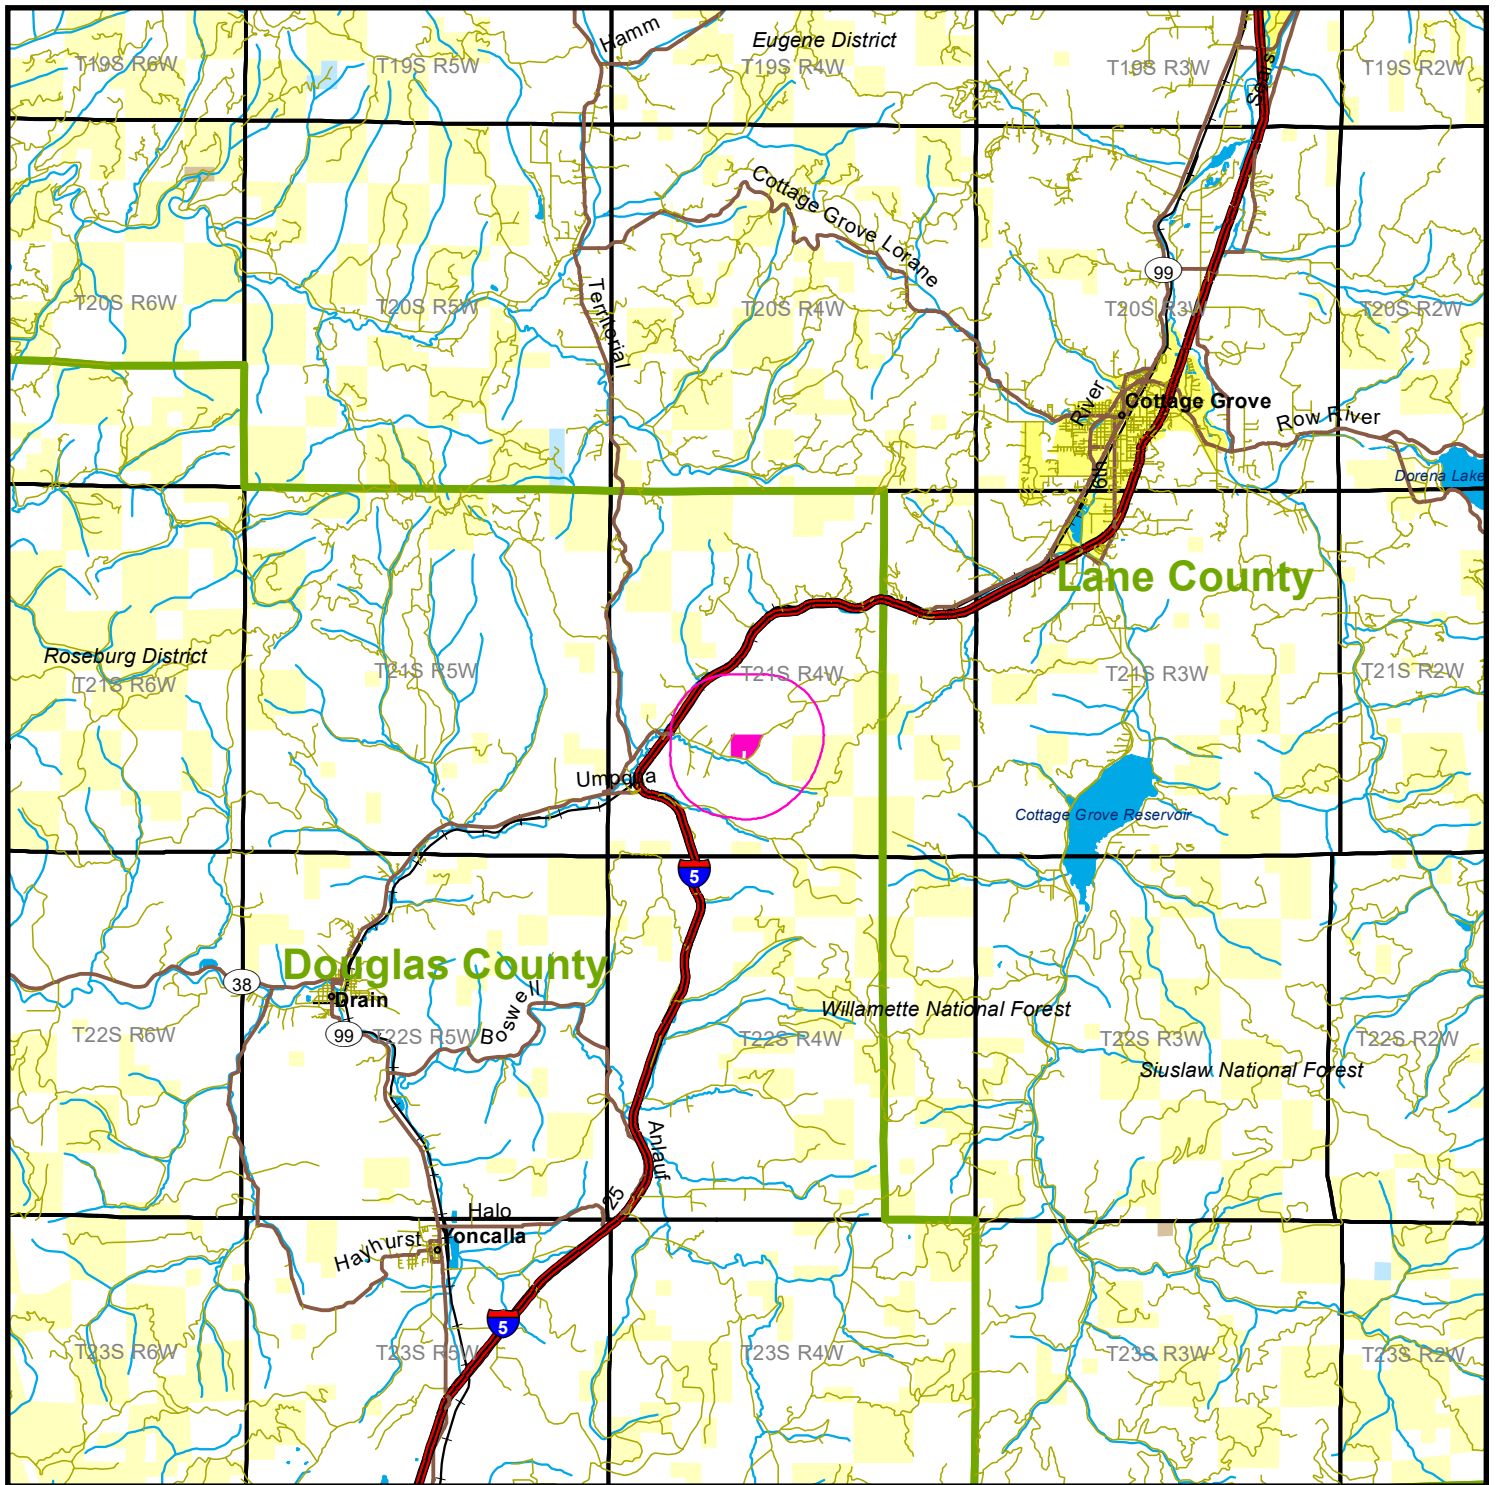 Hamm
Eugene District
T19S R6W
T19S R5W
T19S R4W
T19S R3W
T19S R2W
Sears
Cottage Grove Lorane
99
T20S R6W
T20S R5W
T20S R4W
T20S R3W
T20S R2W
Territorial
River
Cottage Grove
Row River
6th
Dorena Lake
Lane County
Roseburg District
T21S R6W
T21S R5W
T21S R4W
T21S R3W
T21S R2W
Umpqua
Cottage Grove Reservoir
5
Douglas County
38
Drain
Boswell
Willamette National Forest
99
T22S R6W
T22S R5W
T22S R4W
T22S R3W
T22S R2W
Siuslaw National Forest
Anlauf
25
Halo
Hayhurst
Yoncalla
5
T23S R6W
T23S R5W
T23S R4W
T23S R3W
T23S R2W